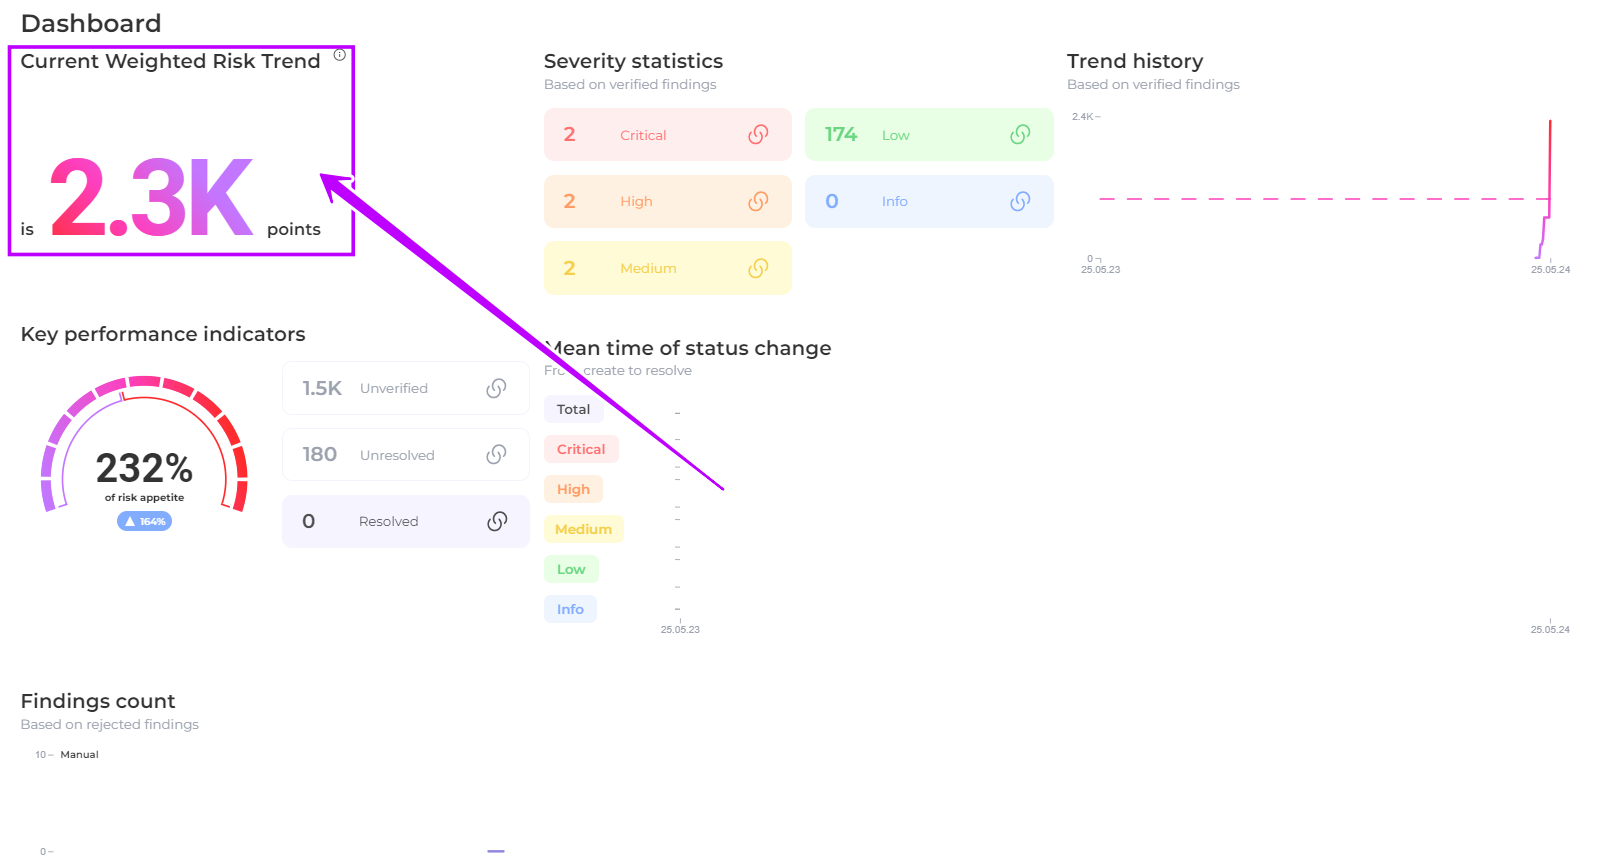 Dashboard
Current Weighted Risk Trend
is 2.3K points
Severity statistics
Based on verified findings
2 Critical
174 Low
2 High
0 Info
2 Medium
Trend history
Based on verified findings
2.4K
0
25.05.23
25.05.24
Key performance indicators
232%
of risk appetite
164%
1.5K Unverified
180 Unresolved
0 Resolved
Mean time of status change
create to resolve
Total
Critical
High
Medium
Low
Info
25.05.23
25.05.24
Findings count
Based on rejected findings
10
Manual
0